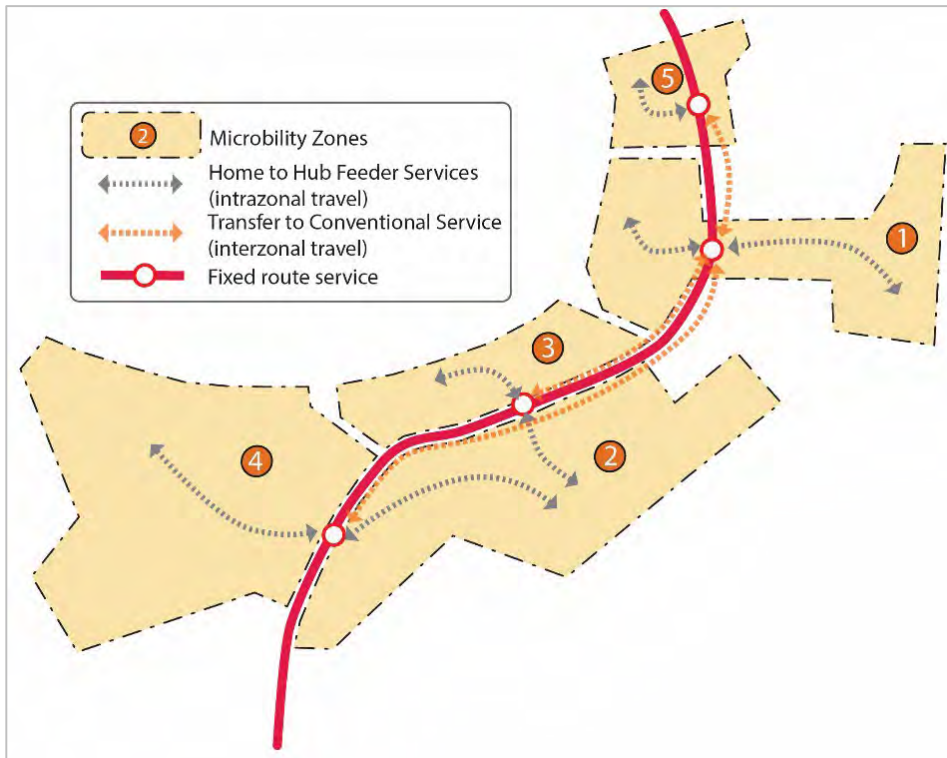 2 Microbility Zones
Home to Hub Feeder Services
(intrazonal travel)
Transfer to Conventional Service
(interzonal travel)
Fixed route service
5
1
3
2
4